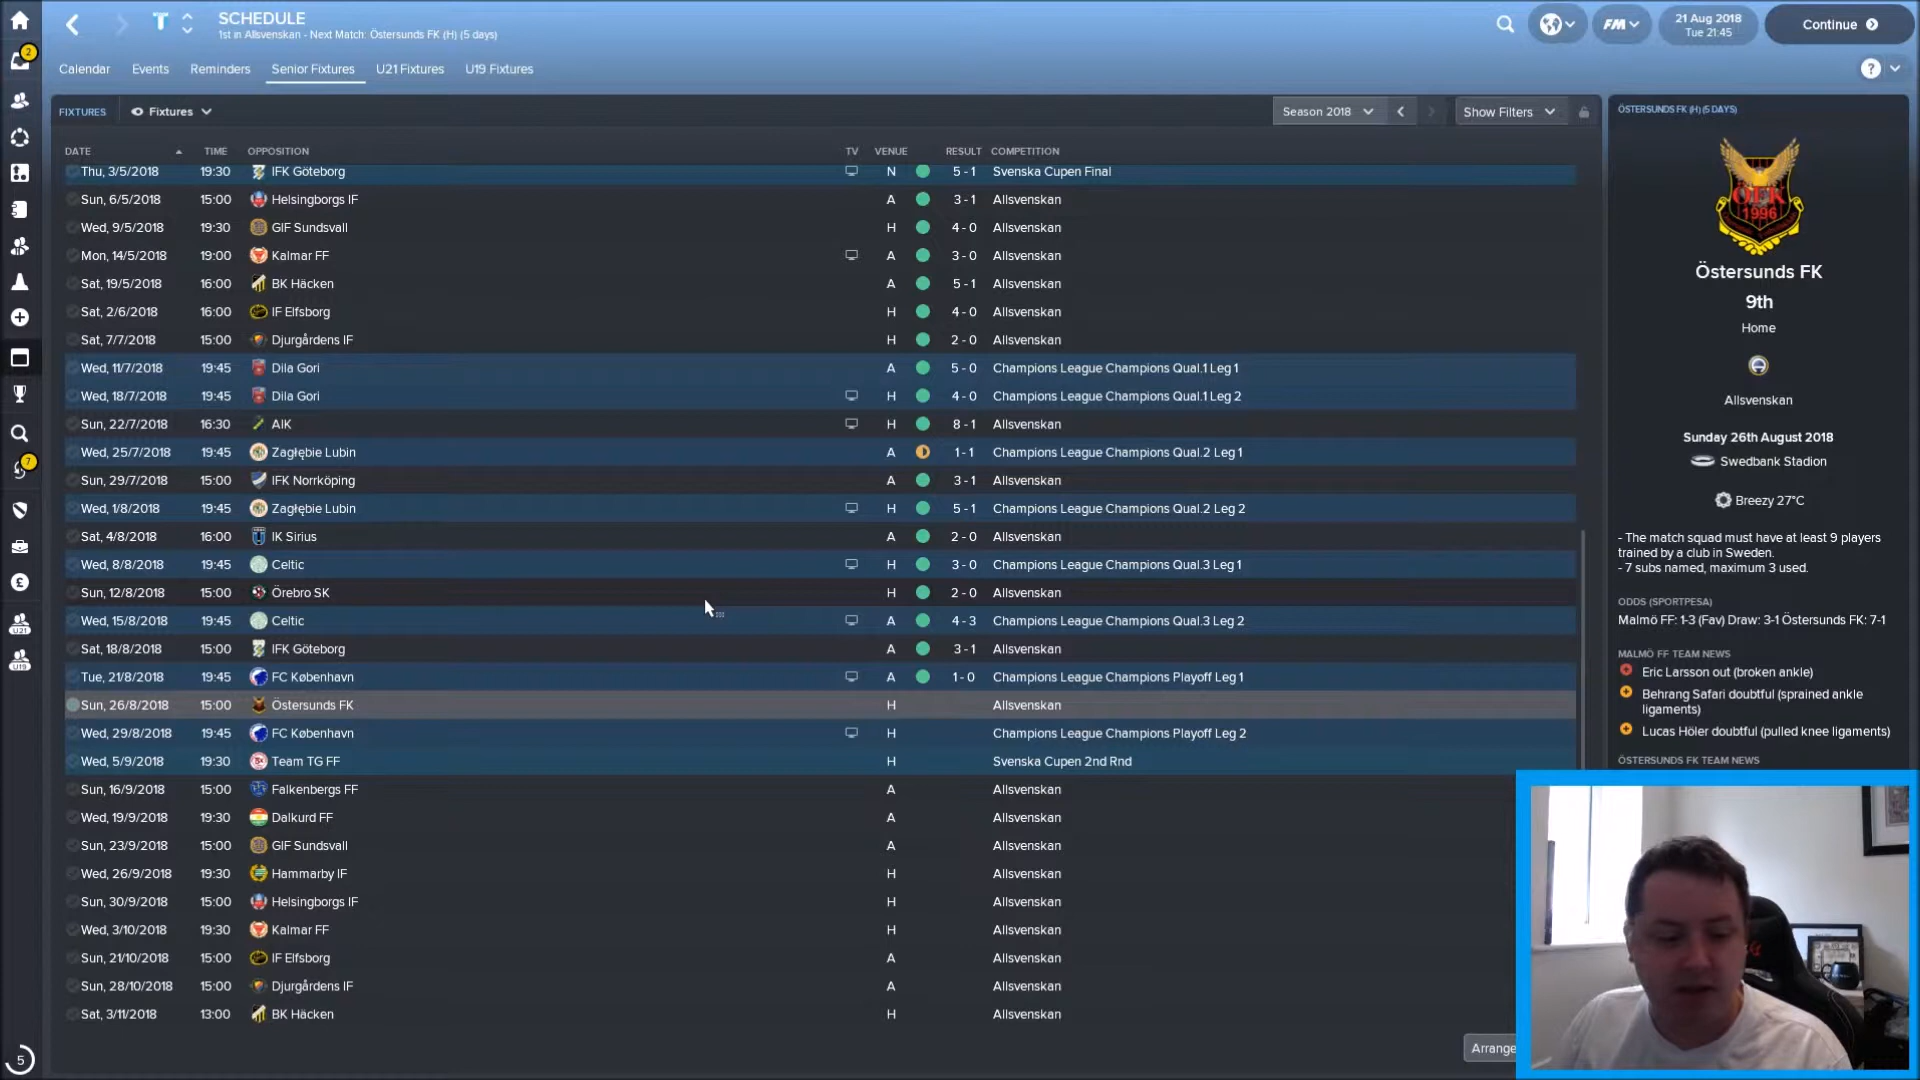 SCHEDULE
1st in Allsvenskan - Next Match: Östersunds FK (H) (5 days)
FM
21 Aug 2018
Tue 21:45
Continue
2
Calendar Events Reminders Senior Fixtures U21 Fixtures U19 Fixtures
?
FIXTURES Fixtures Season 2018 Show Filters
DATE TIME OPPOSITION TV VENUE RESULT COMPETITION
Thu, 3/5/2018 19:30 IFK Göteborg N 5 - 1 Svenska Cupen Final
Sun, 6/5/2018 15:00 Helsingborgs IF A 3 - 1 Allsvenskan
Wed, 9/5/2018 19:30 GIF Sundsvall H 4 - 0 Allsvenskan
Mon, 14/5/2018 19:00 Kalmar FF A 3 - 0 Allsvenskan
Sat, 19/5/2018 16:00 BK Häcken A 5 - 1 Allsvenskan
Sat, 2/6/2018 16:00 IF Elfsborg H 4 - 0 Allsvenskan
Sat, 7/7/2018 15:00 Djurgårdens IF H 2 - 0 Allsvenskan
Wed, 11/7/2018 19:45 Dila Gori A 5 - 0 Champions League Champions Qual.1 Leg 1
Wed, 18/7/2018 19:45 Dila Gori H 4 - 0 Champions League Champions Qual.1 Leg 2
Sun, 22/7/2018 16:30 AIK H 8 - 1 Allsvenskan
Wed, 25/7/2018 19:45 Zagłębie Lubin A 1 - 1 Champions League Champions Qual.2 Leg 1
Sun, 29/7/2018 15:00 IFK Norrköping A 3 - 1 Allsvenskan
Wed, 1/8/2018 19:45 Zagłębie Lubin H 5 - 1 Champions League Champions Qual.2 Leg 2
Sat, 4/8/2018 16:00 IK Sirius A 2 - 0 Allsvenskan
Wed, 8/8/2018 19:45 Celtic H 3 - 0 Champions League Champions Qual.3 Leg 1
Sun, 12/8/2018 15:00 Örebro SK H 2 - 0 Allsvenskan
Wed, 15/8/2018 19:45 Celtic A 4 - 3 Champions League Champions Qual.3 Leg 2
Sat, 18/8/2018 15:00 IFK Göteborg A 3 - 1 Allsvenskan
Tue, 21/8/2018 19:45 FC København A 1 - 0 Champions League Champions Playoff Leg 1
Sun, 26/8/2018 15:00 Östersunds FK H Allsvenskan
Wed, 29/8/2018 19:45 FC København H Champions League Champions Playoff Leg 2
Wed, 5/9/2018 19:30 Team TG FF H Svenska Cupen 2nd Rnd
Sun, 16/9/2018 15:00 Falkenbergs FF A Allsvenskan
Wed, 19/9/2018 19:30 Dalkurd FF A Allsvenskan
Sun, 23/9/2018 15:00 GIF Sundsvall A Allsvenskan
Wed, 26/9/2018 19:30 Hammarby IF H Allsvenskan
Sun, 30/9/2018 15:00 Helsingborgs IF H Allsvenskan
Wed, 3/10/2018 19:30 Kalmar FF H Allsvenskan
Sun, 21/10/2018 15:00 IF Elfsborg A Allsvenskan
Sun, 28/10/2018 15:00 Djurgårdens IF A Allsvenskan
Sat, 3/11/2018 13:00 BK Häcken H Allsvenskan
Arrange
7
U21
U19
5
ÖSTERSUNDS FK (H) (5 DAYS)
ÖFK
1996
Östersunds FK
9th
Home
Allsvenskan
Sunday 26th August 2018
Swedbank Stadion
Breezy 27°C
- The match squad must have at least 9 players
trained by a club in Sweden.
- 7 subs named, maximum 3 used.
ODDS (SPORTPESA)
Malmö FF: 1-3 (Fav) Draw: 3-1 Östersunds FK: 7-1
MALMÖ FF TEAM NEWS
Eric Larsson out (broken ankle)
Behrang Safari doubtful (sprained ankle
ligaments)
Lucas Höler doubtful (pulled knee ligaments)
ÖSTERSUNDS FK TEAM NEWS